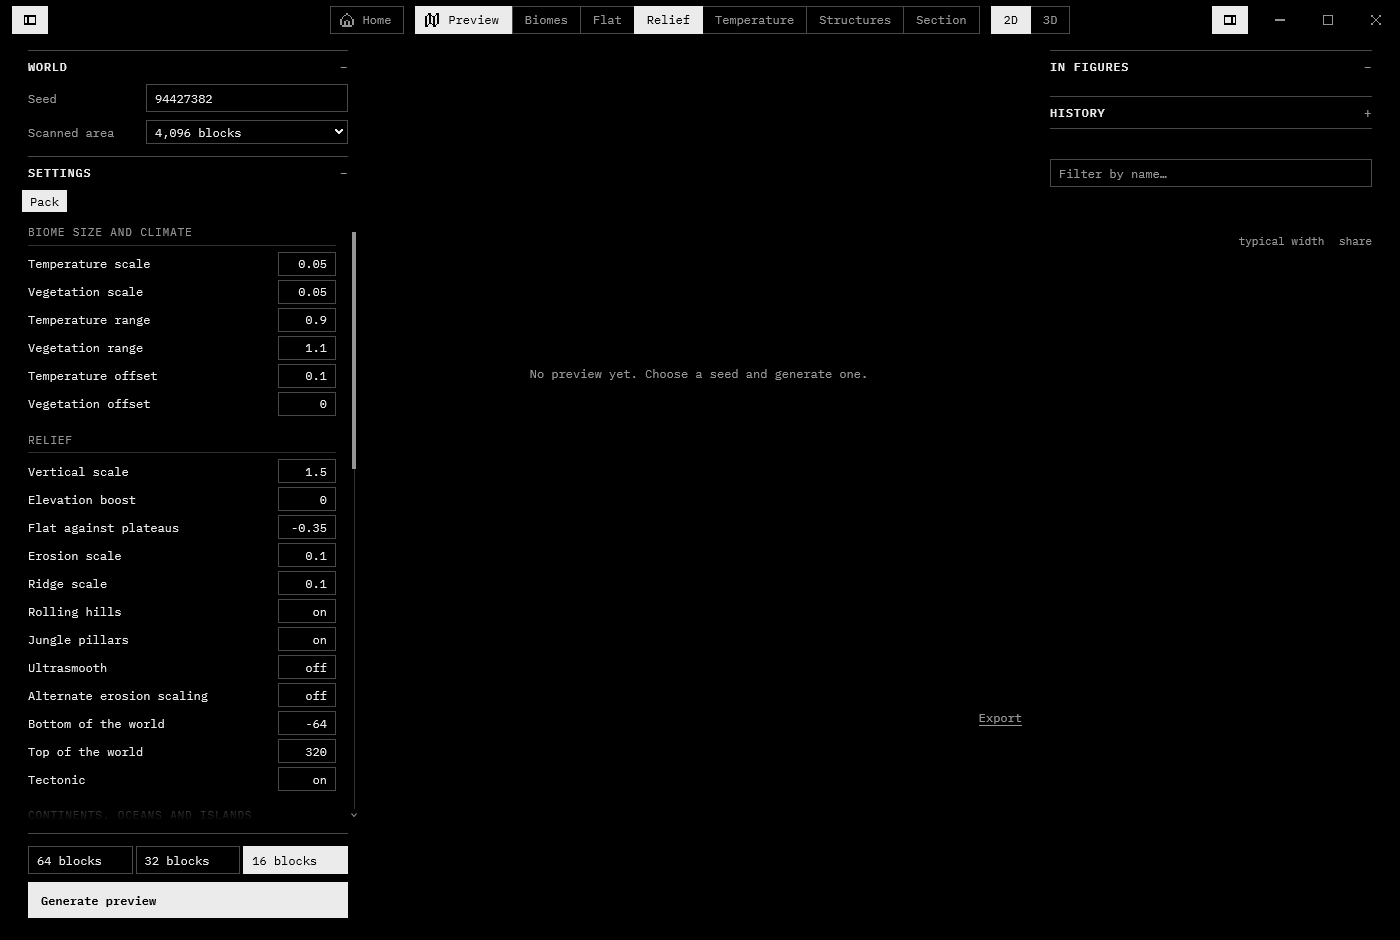 Home Preview Biomes Flat Relief Temperature Structures Section 2D 3D
WORLD −
Seed 94427382
Scanned area 4,096 blocks
SETTINGS −
Pack
BIOME SIZE AND CLIMATE
Temperature scale 0.05
Vegetation scale 0.05
Temperature range 0.9
Vegetation range 1.1
Temperature offset 0.1
Vegetation offset 0
RELIEF
Vertical scale 1.5
Elevation boost 0
Flat against plateaus -0.35
Erosion scale 0.1
Ridge scale 0.1
Rolling hills on
Jungle pillars on
Ultrasmooth off
Alternate erosion scaling off
Bottom of the world -64
Top of the world 320
Tectonic on
CONTINENTS, OCEANS AND ISLANDS
64 blocks 32 blocks 16 blocks
Generate preview
No preview yet. Choose a seed and generate one.
Export
IN FIGURES −
HISTORY +
Filter by name…
typical width share